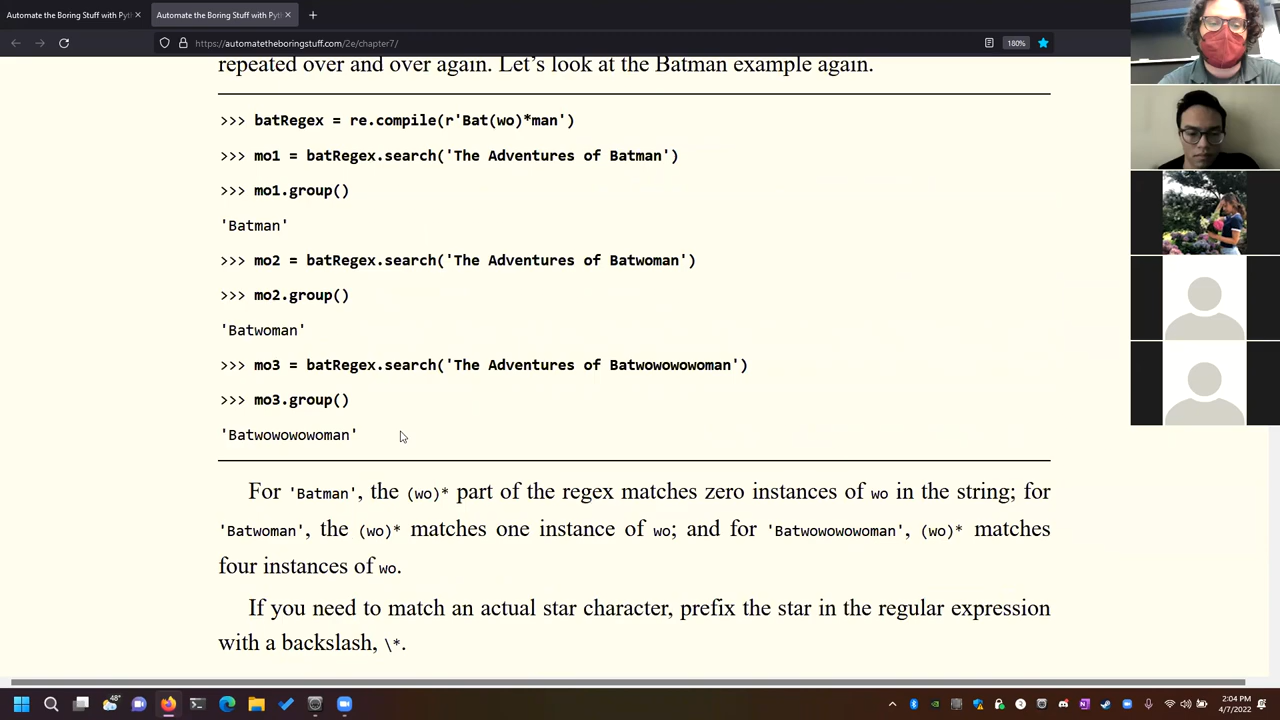 Automate the Boring Stuff with Pyt
Automate the Boring Stuff with Pyt
https://automatetheboringstuff.com/2e/chapter7/
180%
repeated over and over again. Let’s look at the Batman example again.
>>> batRegex = re.compile(r'Bat(wo)*man')
>>> mo1 = batRegex.search('The Adventures of Batman')
>>> mo1.group()
'Batman'
>>> mo2 = batRegex.search('The Adventures of Batwoman')
>>> mo2.group()
'Batwoman'
>>> mo3 = batRegex.search('The Adventures of Batwowowowoman')
>>> mo3.group()
'Batwowowowoman'
For 'Batman', the (wo)* part of the regex matches zero instances of wo in the string; for
'Batwoman', the (wo)* matches one instance of wo; and for 'Batwowowowoman', (wo)* matches
four instances of wo.
If you need to match an actual star character, prefix the star in the regular expression
with a backslash, \*.
48°
2:04 PM
4/7/2022